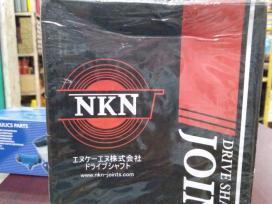 NKN
エヌケーエヌ株式会社
ドライブシャフト
www.nkn-joints.com
DRIVE SHA
JOIN
ULICS PARTS